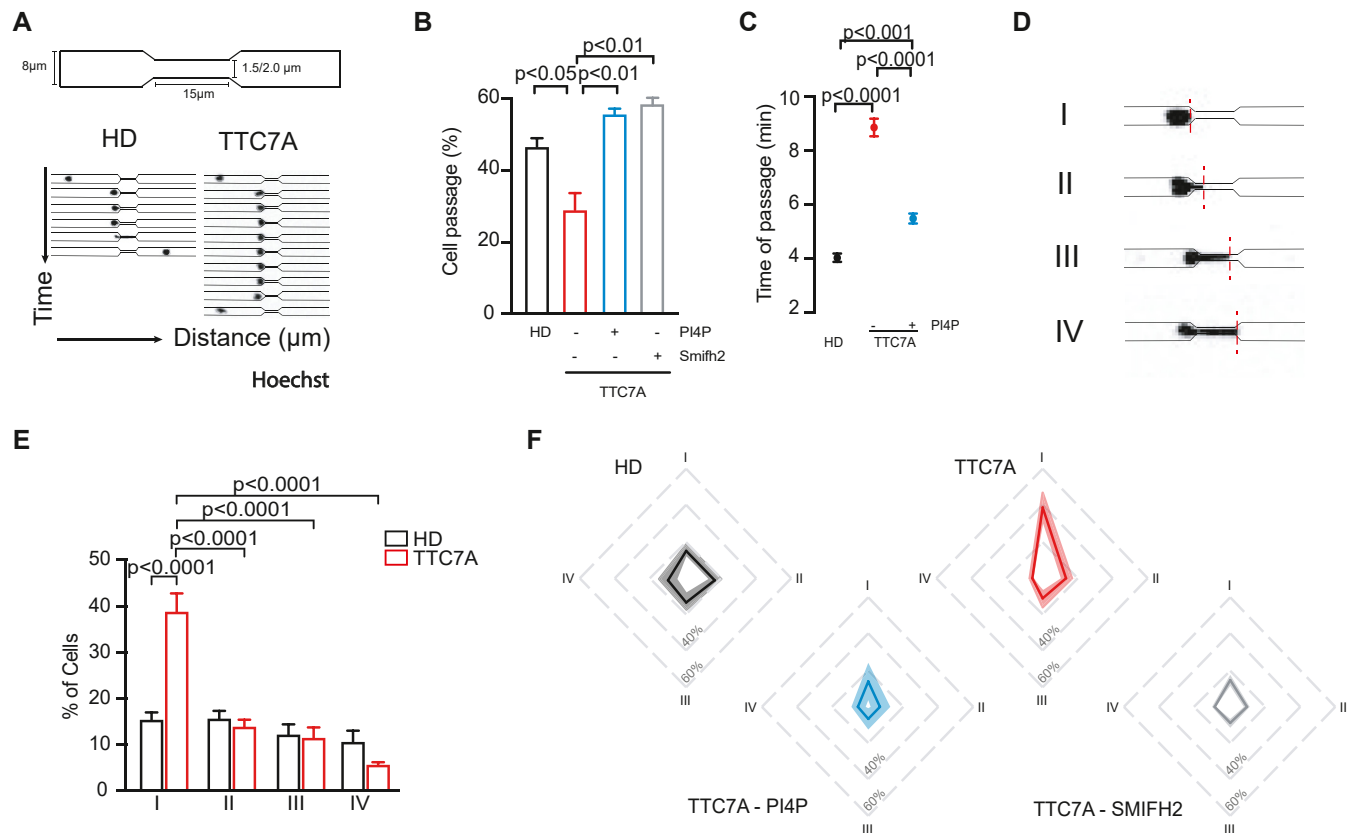 A
8µm
1.5/2.0 µm
15µm
HD
TTC7A
Time
Distance (µm)
Hoechst
B
p<0.01
p<0.05
p<0.01
Cell passage (%)
60
40
20
0
HD
-
+
-
PI4P
-
-
+
Smifh2
TTC7A
C
p<0.001
p<0.0001
p<0.0001
Time of passage (min)
10
8
6
4
2
-
+
PI4P
HD
TTC7A
D
I
II
III
IV
E
p<0.0001
p<0.0001
p<0.0001
p<0.0001
HD
TTC7A
% of Cells
50
40
30
20
10
0
I
II
III
IV
F
HD
I
II
III
IV
40%
60%
TTC7A
I
II
III
IV
40%
60%
I
II
III
IV
40%
60%
TTC7A - PI4P
I
II
III
IV
40%
60%
TTC7A - SMIFH2